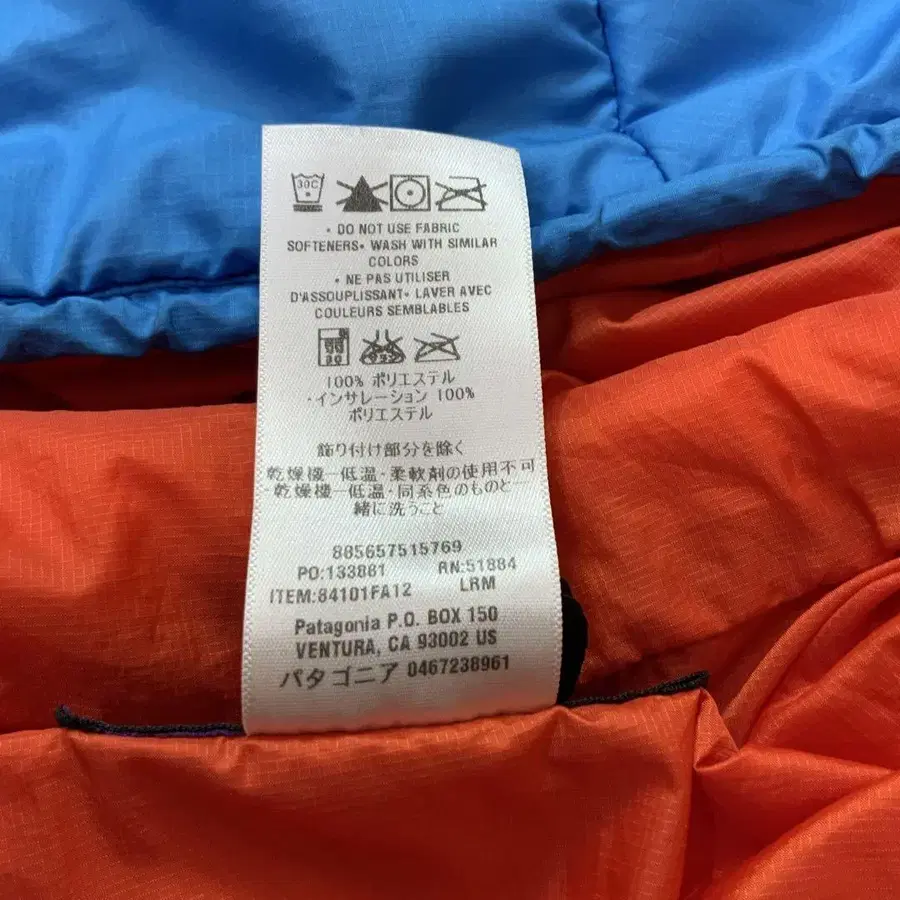 30C
• DO NOT USE FABRIC
SOFTENERS• WASH WITH SIMILAR
COLORS
• NE PAS UTILISER
D'ASSOUPLISSANT• LAVER AVEC
COULEURS SEMBLABLES
100% ポリエステル
・インサレーション 100%
ポリエステル
飾り付け部分を除く
乾燥機—低温・柔軟剤の使用不可
乾燥機—低温・同系色のものと一
緒に洗うこと
885657515769
PO:133881 RN:51884
ITEM:84101FA12 LRM
Patagonia P.O. BOX 150
VENTURA, CA 93002 US
パタゴニア 0467238961